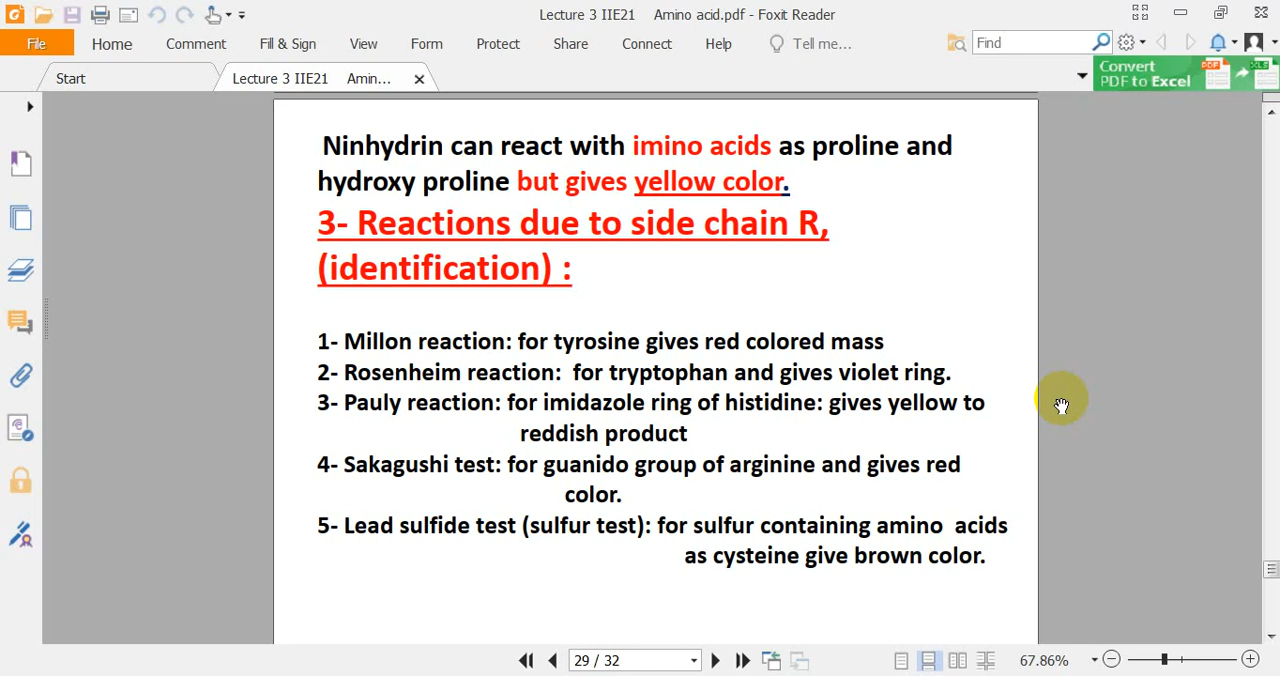 Lecture 3 IIE21 Amino acid.pdf - Foxit Reader
File Home Comment Fill & Sign View Form Protect Share Connect Help Tell me... Find
Start Lecture 3 IIE21 Amin... Convert
PDF to Excel
PDF XLS
Ninhydrin can react with imino acids as proline and
hydroxy proline but gives yellow color.
3- Reactions due to side chain R,
(identification) :
1- Millon reaction: for tyrosine gives red colored mass
2- Rosenheim reaction: for tryptophan and gives violet ring.
3- Pauly reaction: for imidazole ring of histidine: gives yellow to
reddish product
4- Sakagushi test: for guanido group of arginine and gives red
color.
5- Lead sulfide test (sulfur test): for sulfur containing amino acids
as cysteine give brown color.
29 / 32 67.86%